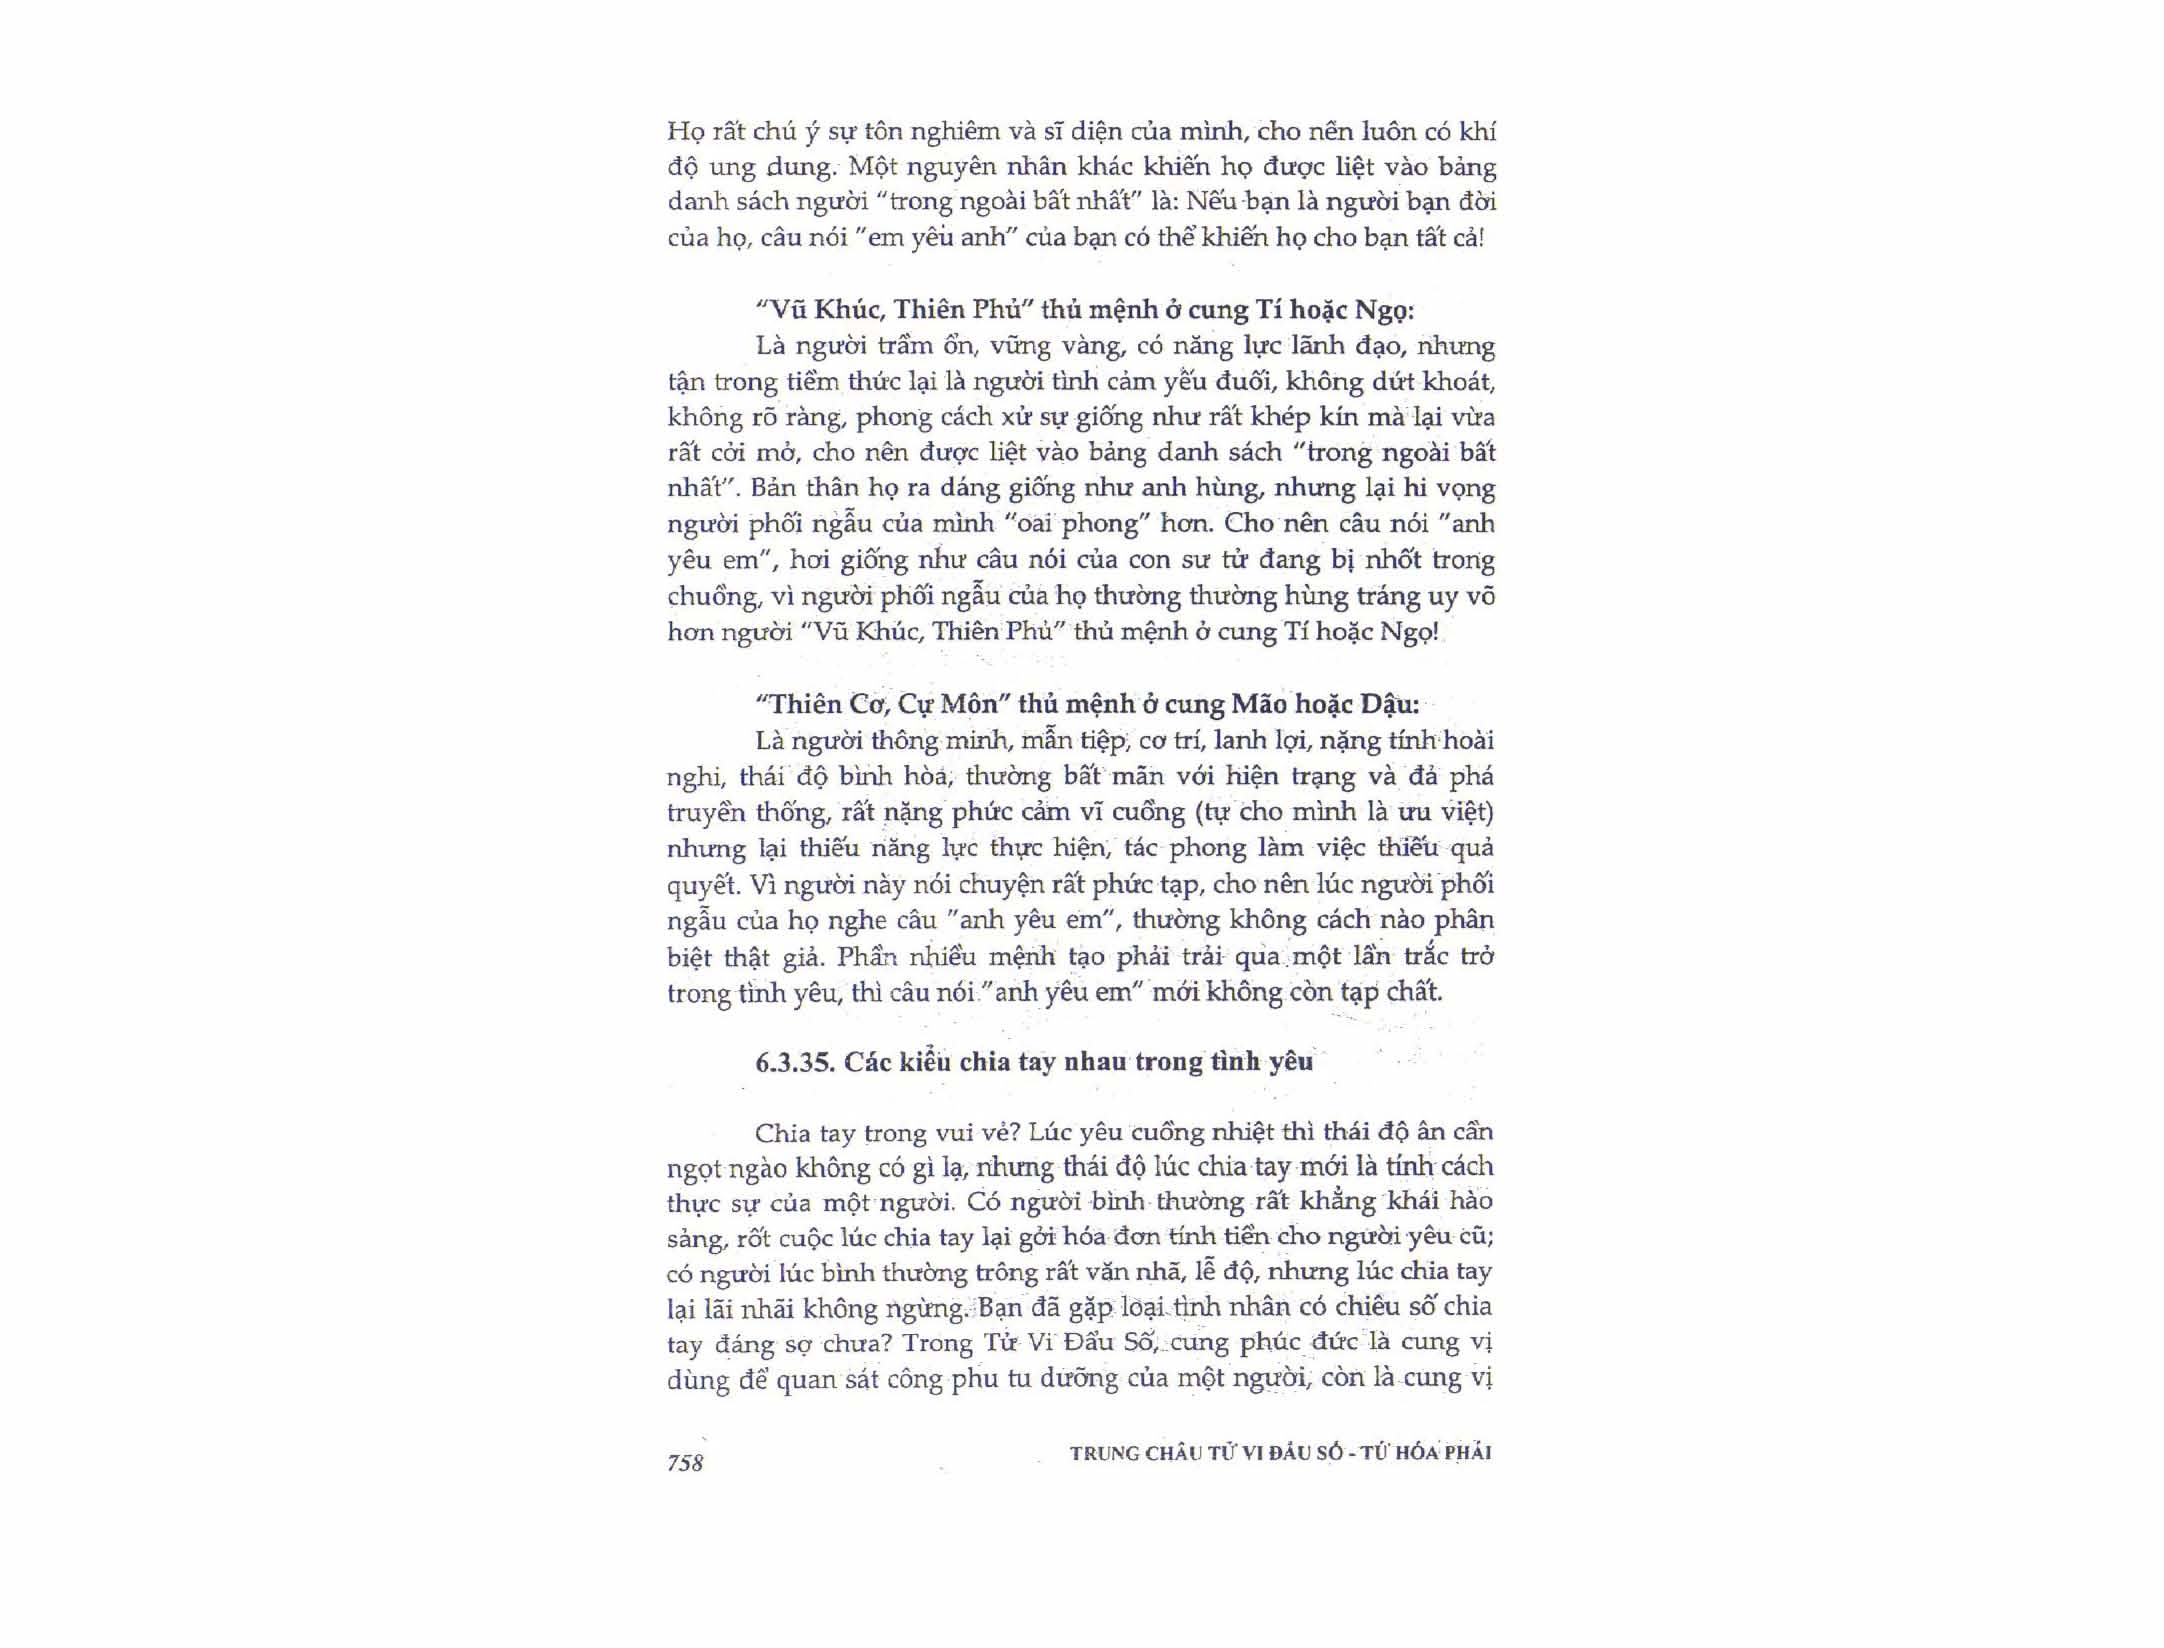 Họ rất chú ý sự tôn nghiêm và sĩ diện của mình, cho nên luôn có khí
độ ung dung. Một nguyên nhân khác khiến họ được liệt vào bảng
danh sách người "trong ngoài bất nhất" là: Nếu bạn là người bạn đời
của họ, câu nói "em yêu anh" của bạn có thể khiến họ cho bạn tất cả!
"Vũ Khúc, Thiên Phủ" thủ mệnh ở cung Tí hoặc Ngọ:
Là người trầm ổn, vững vàng, có năng lực lãnh đạo, nhưng
tận trong tiềm thức lại là người tình cảm yếu đuối, không dứt khoát,
không rõ ràng, phong cách xử sự giống như rất khép kín mà lại vừa
rất cởi mở, cho nên được liệt vào bảng danh sách "trong ngoài bất
nhất". Bản thân họ ra dáng giống như anh hùng, nhưng lại hi vọng
người phối ngẫu của mình "oai phong" hơn. Cho nên câu nói "anh
yêu em", hơi giống như câu nói của con sư tử đang bị nhốt trong
chuồng, vì người phối ngẫu của họ thường thường hùng tráng uy võ
hơn người "Vũ Khúc, Thiên Phủ" thủ mệnh ở cung Tí hoặc Ngọ!
"Thiên Cơ, Cự Môn" thủ mệnh ở cung Mão hoặc Dậu:
Là người thông minh, mẫn tiệp, cơ trí, lanh lợi, nặng tính hoài
nghi, thái độ bình hòa, thường bất mãn với hiện trạng và đả phá
truyền thống, rất nặng phức cảm vĩ cuồng (tự cho mình là ưu việt)
nhưng lại thiếu năng lực thực hiện, tác phong làm việc thiếu quả
quyết. Vì người này nói chuyện rất phức tạp, cho nên lúc người phối
ngẫu của họ nghe câu "anh yêu em", thường không cách nào phân
biệt thật giả. Phần nhiều mệnh tạo phải trải qua một lần trắc trở
trong tình yêu, thì câu nói "anh yêu em" mới không còn tạp chất.
6.3.35. Các kiểu chia tay nhau trong tình yêu
Chia tay trong vui vẻ? Lúc yêu cuồng nhiệt thì thái độ ân cần
ngọt ngào không có gì lạ, nhưng thái độ lúc chia tay mới là tính cách
thực sự của một người. Có người bình thường rất khẳng khái hào
sảng, rốt cuộc lúc chia tay lại gởi hóa đơn tính tiền cho người yêu cũ;
có người lúc bình thường trông rất văn nhã, lễ độ, nhưng lúc chia tay
lại lãi nhãi không ngừng. Bạn đã gặp loại tình nhân có chiêu số chia
tay đáng sợ chưa? Trong Tử Vi Đẩu Số, cung phúc đức là cung vị
dùng để quan sát công phu tu dưỡng của một người, còn là cung vị
758
TRUNG CHÂU TỬ VI ĐẨU SỐ - TỨ HÓA PHÁI